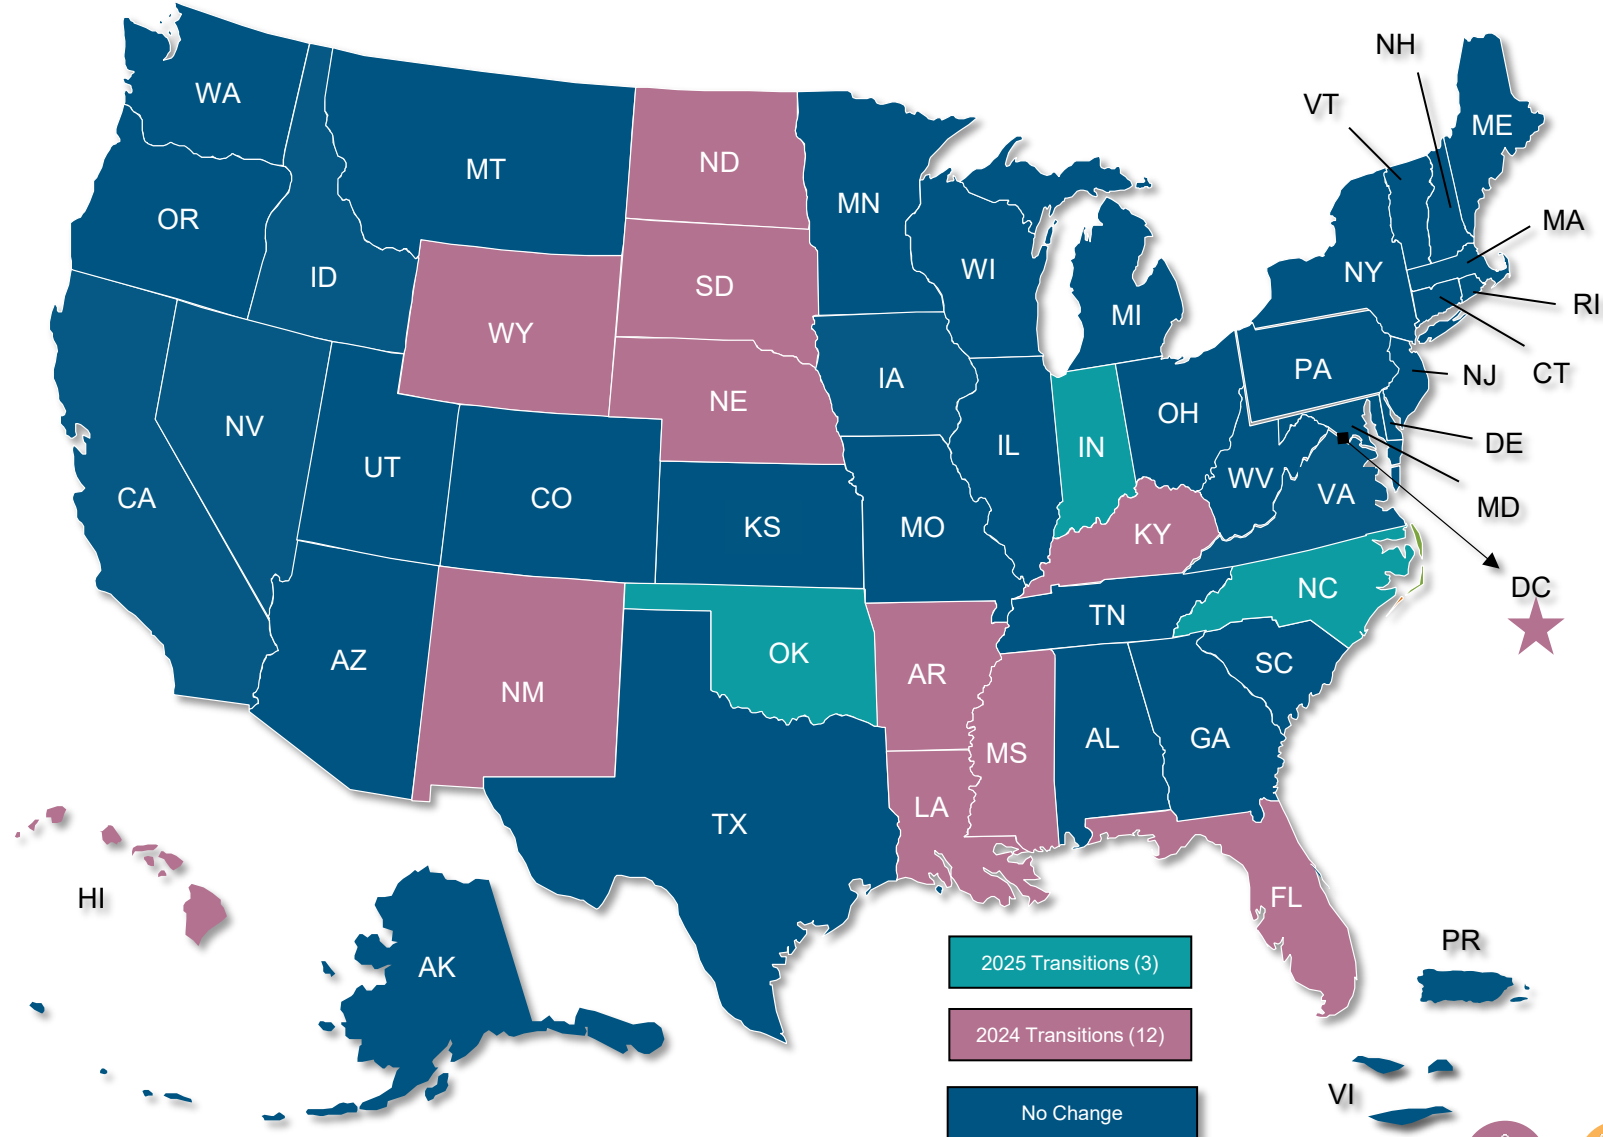 NH
VT
ME
WA
MT
ND
MN
OR
MA
ID
SD
WI
NY
RI
WY
MI
IA
PA
NJ
CT
NE
NV
OH
DE
UT
IL
IN
WV
VA
CA
CO
KS
MO
MD
KY
NC
DC
TN
AZ
OK
AR
SC
NM
MS
AL
GA
LA
TX
HI
FL
AK
PR
VI
2025 Transitions (3)
2024 Transitions (12)
No Change